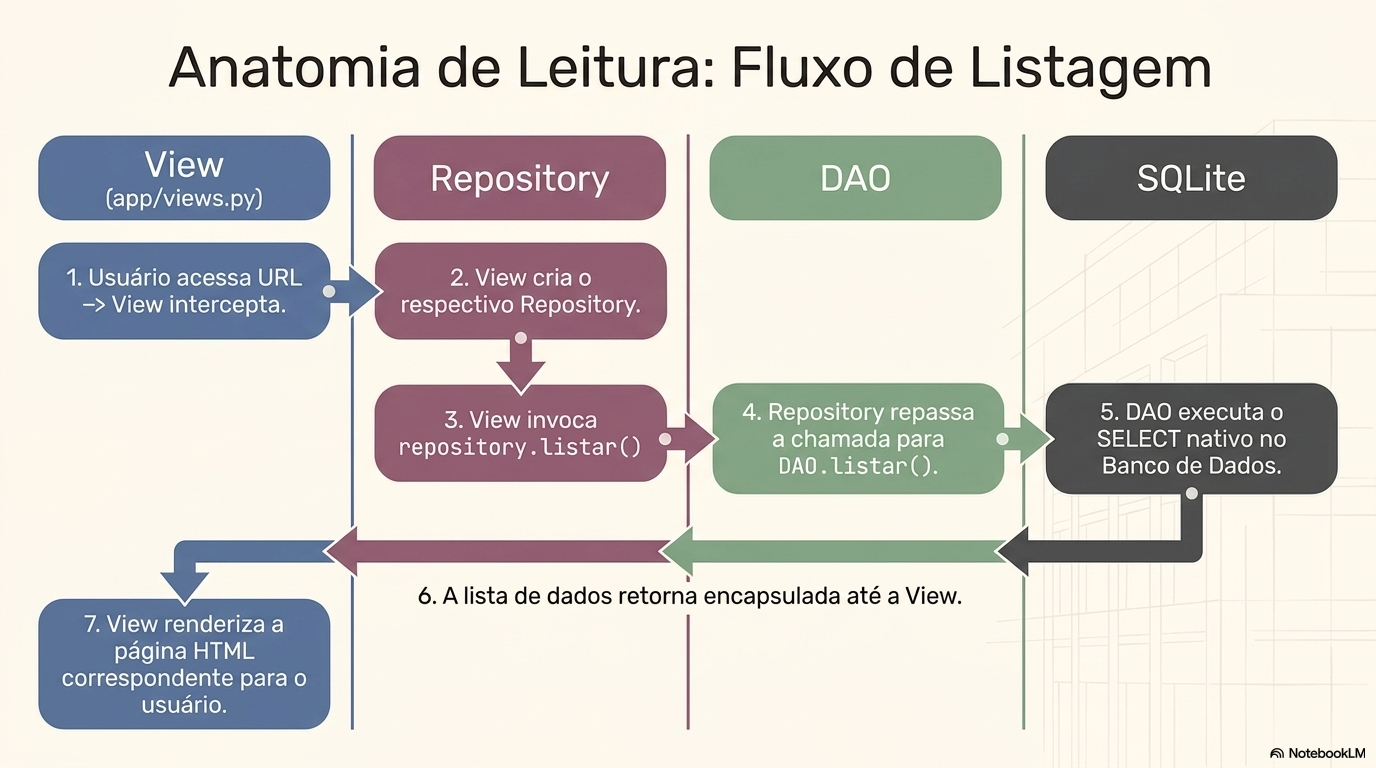 Anatomia de Leitura: Fluxo de Listagem
View
(app/views.py)
Repository
DAO
SQLite
1. Usuário acessa URL
–> View intercepta.
2. View cria o
respectivo Repository.
3. View invoca
repository.listar()
4. Repository repassa
a chamada para
DAO.listar().
5. DAO executa o
SELECT nativo no
Banco de Dados.
6. A lista de dados retorna encapsulada até a View.
7. View renderiza a
página HTML
correspondente para o
usuário.
NotebookLM